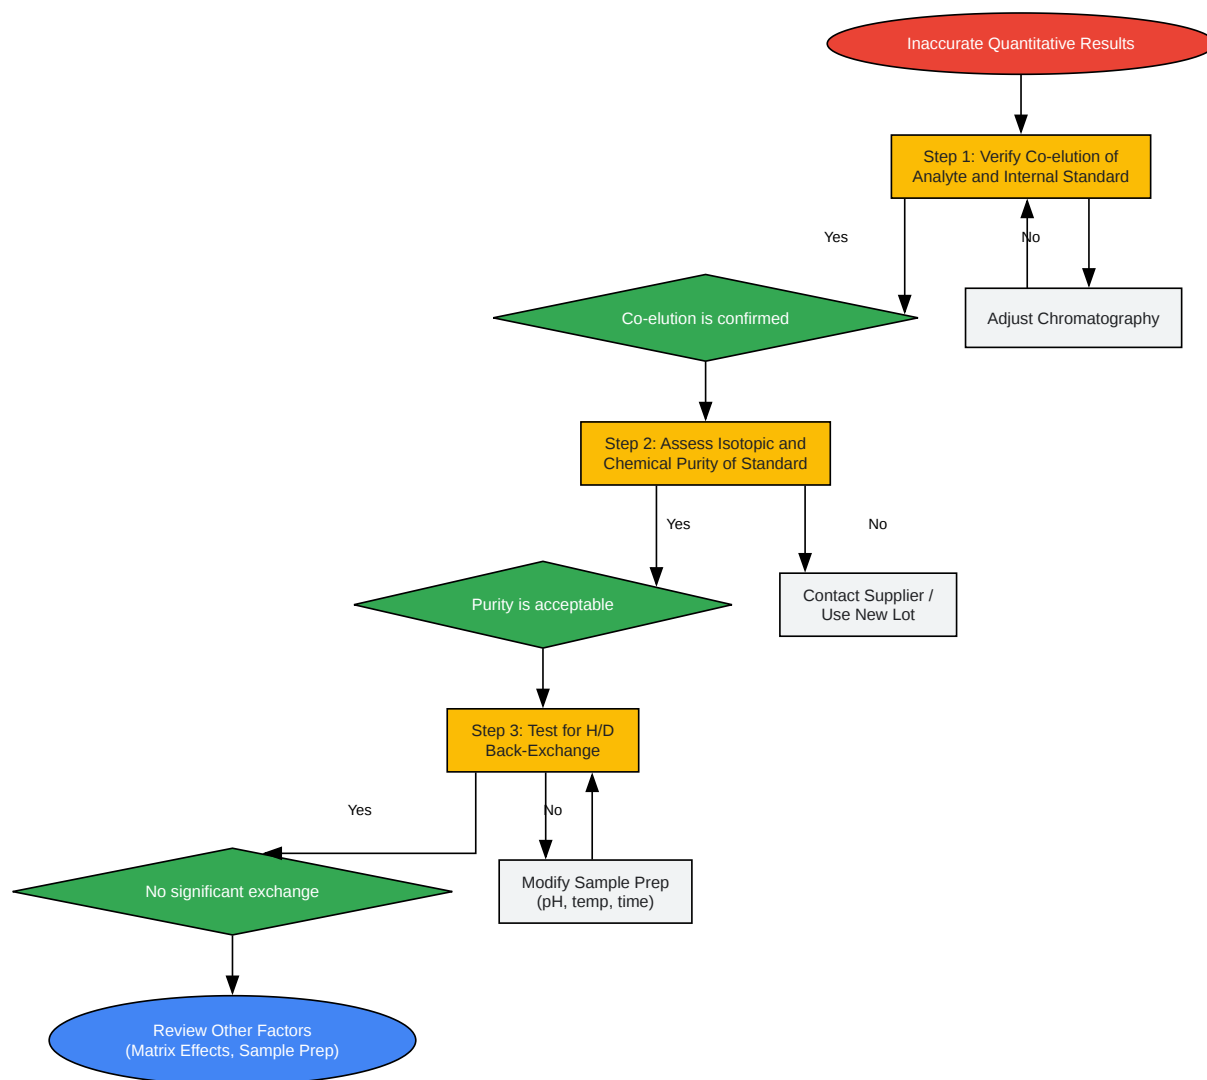 Inaccurate Quantitative Results
Step 1: Verify Co-elution of
Analyte and Internal Standard
Yes
No
Co-elution is confirmed
Adjust Chromatography
Step 2: Assess Isotopic and
Chemical Purity of Standard
Yes
No
Purity is acceptable
Contact Supplier /
Use New Lot
Step 3: Test for H/D
Back-Exchange
Yes
No
No significant exchange
Modify Sample Prep
(pH, temp, time)
Review Other Factors
(Matrix Effects, Sample Prep)